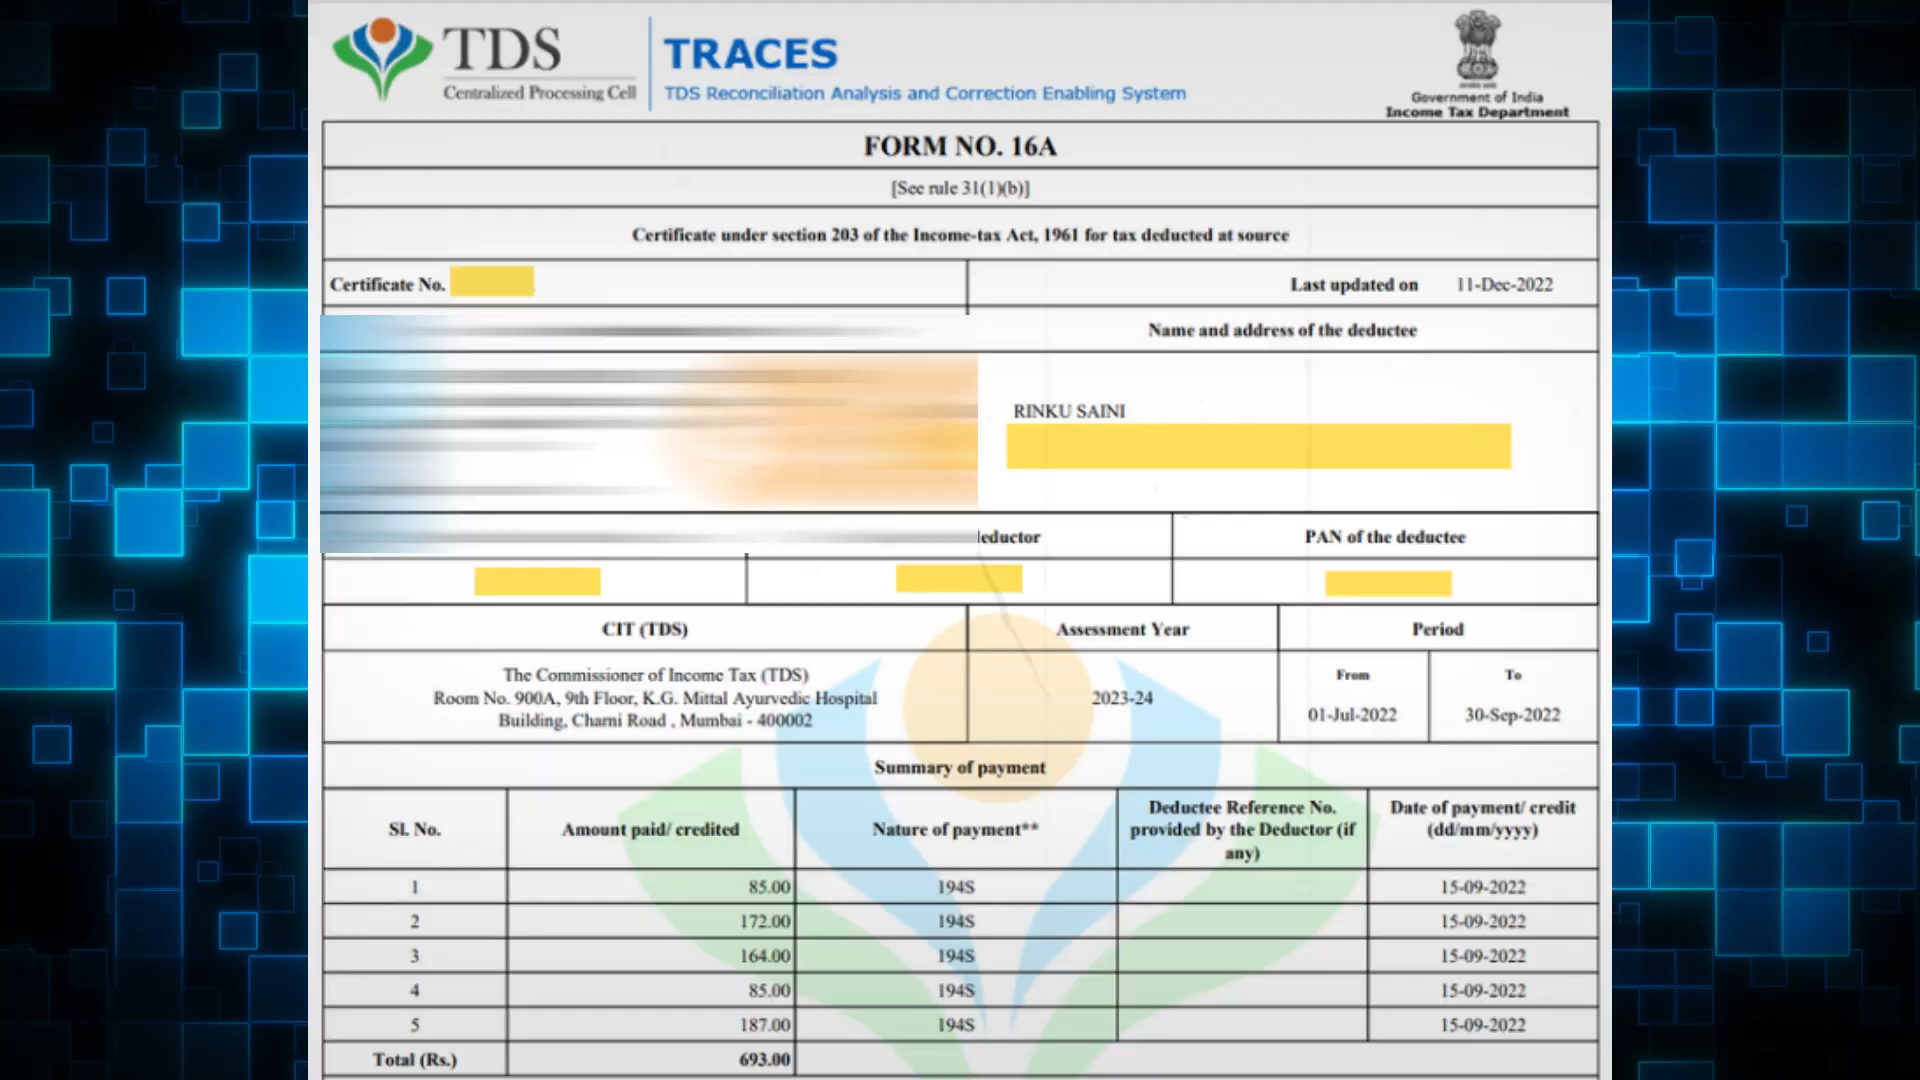 TDS
Centralized Processing Cell
TRACES
TDS Reconciliation Analysis and Correction Enabling System
Government of India
Income Tax Department
FORM NO. 16A
[See rule 31(1)(b)]
Certificate under section 203 of the Income-tax Act, 1961 for tax deducted at source
Certificate No.
Last updated on 11-Dec-2022
Name and address of the deductee
RINKU SAINI
deductor
PAN of the deductee
CIT (TDS)
Assessment Year
Period
The Commissioner of Income Tax (TDS)
Room No. 900A, 9th Floor, K.G. Mittal Ayurvedic Hospital
Building, Charni Road , Mumbai - 400002
2023-24
From
To
01-Jul-2022
30-Sep-2022
Summary of payment
Sl. No.
Amount paid/ credited
Nature of payment**
Deductee Reference No.
provided by the Deductor (if
any)
Date of payment/ credit
(dd/mm/yyyy)
1 85.00 194S 15-09-2022
2 172.00 194S 15-09-2022
3 164.00 194S 15-09-2022
4 85.00 194S 15-09-2022
5 187.00 194S 15-09-2022
Total (Rs.) 693.00